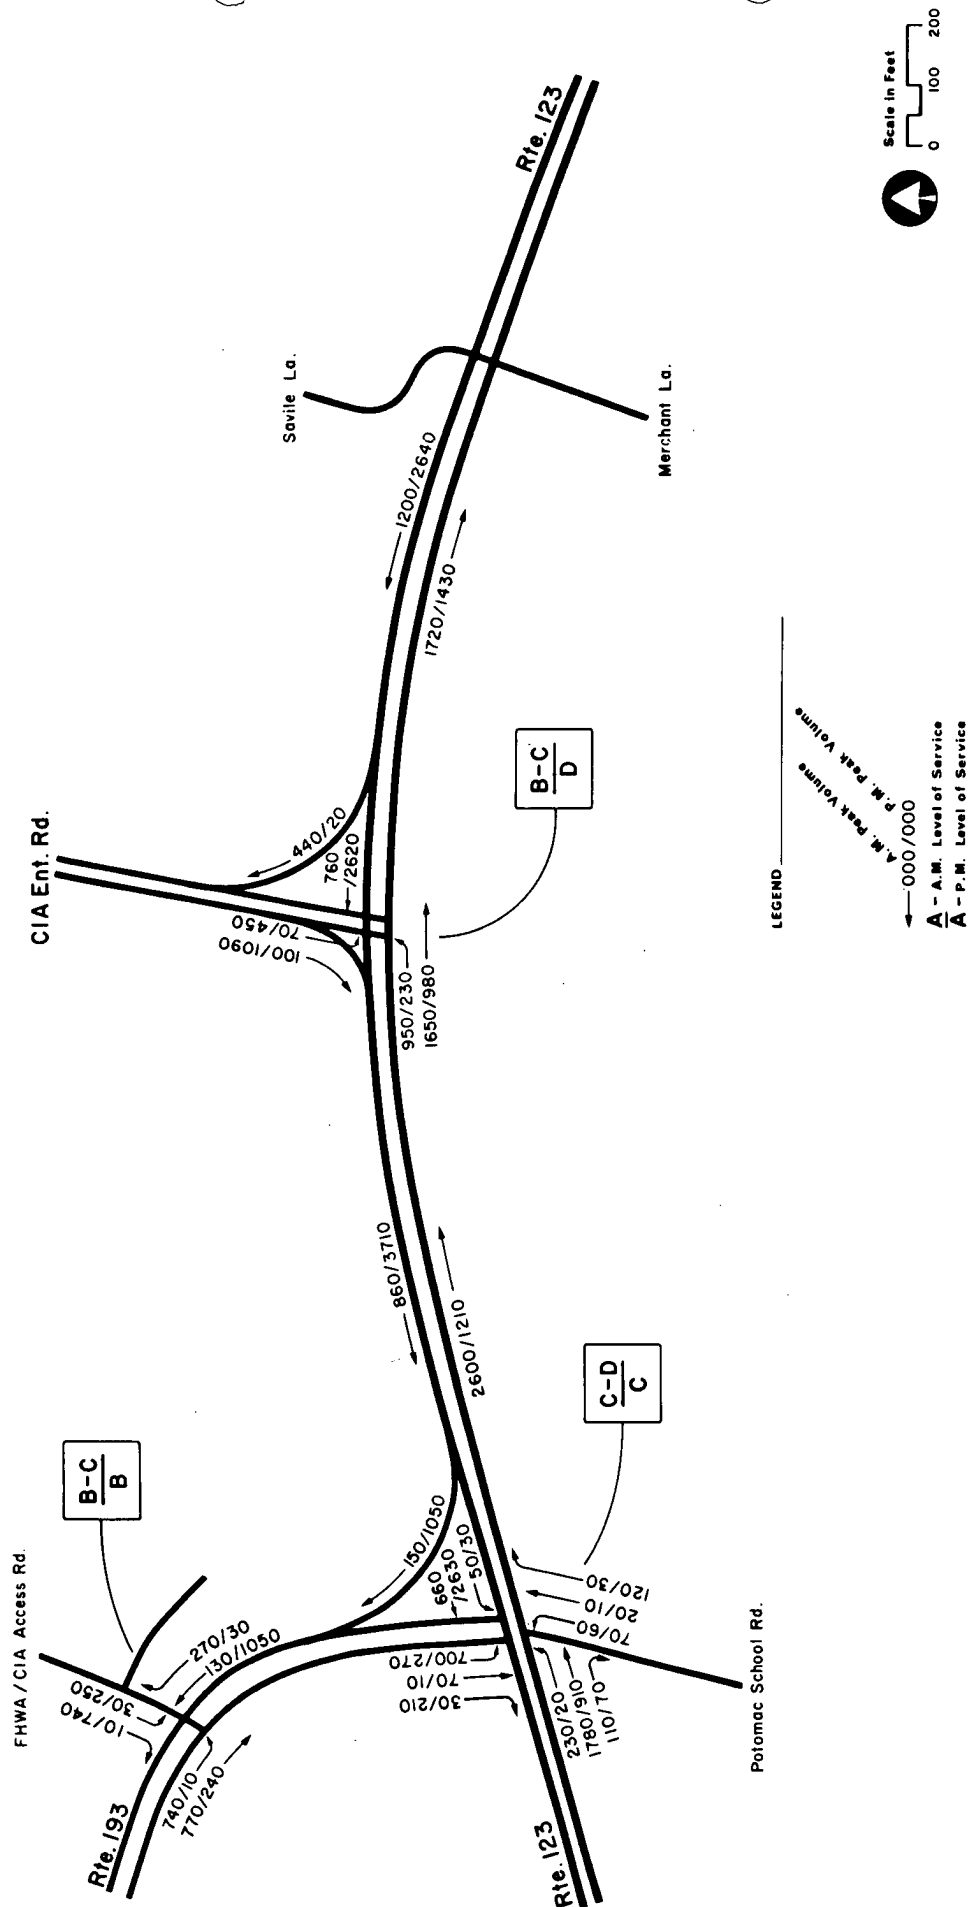 Rte. 123
Scale in Feet
0 100 200
Savile La.
Merchant La.
1200/2640
1720/1430
CIA Ent. Rd.
440/20
760
/2620
70/450
100/1090
950/230
1650/980
B-C
D
860/3710
2600/1210
FHWA / CIA Access Rd.
B-C
B
270/30
130/1050
30/250
10/740
740/10
770/240
Rte. 193
150/1050
660
/2630
50/30
700/270
70/10
30/210
C-D
C
120/30
20/10
70/60
230/20
1780/910
110/70
Potomac School Rd.
Rte. 123
LEGEND
A.M. Peak Volume
P.M. Peak Volume
000/000
A - A.M. Level of Service
A - P.M. Level of Service